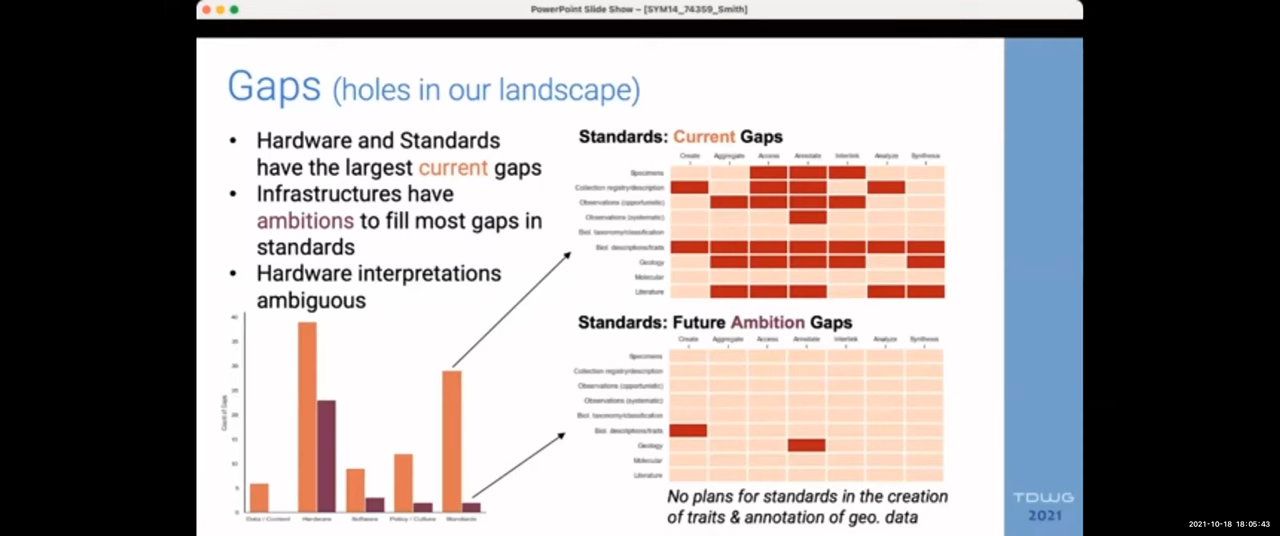 PowerPoint Slide Show – [SYM14_74359_Smith]
Gaps (holes in our landscape)
• Hardware and Standards
have the largest current gaps
• Infrastructures have
ambitions to fill most gaps in
standards
• Hardware interpretations
ambiguous
Count of Gaps
40
35
30
25
20
15
10
5
0
Data / Content Hardware Software Policy / Culture Standards
Standards: Current Gaps
Create Aggregate Access Annotate Interlink Analyze Synthesis
Specimens
Collection registry/description
Observations (opportunistic)
Observations (systematic)
Biol. taxonomy/classification
Biol. descriptions/traits
Geology
Molecular
Literature
Standards: Future Ambition Gaps
Create Aggregate Access Annotate Interlink Analyze Synthesis
Specimens
Collection registry/description
Observations (opportunistic)
Observations (systematic)
Biol. taxonomy/classification
Biol. descriptions/traits
Geology
Molecular
Literature
No plans for standards in the creation
of traits & annotation of geo. data
TDWG
2021
2021-10-18 18:05:43